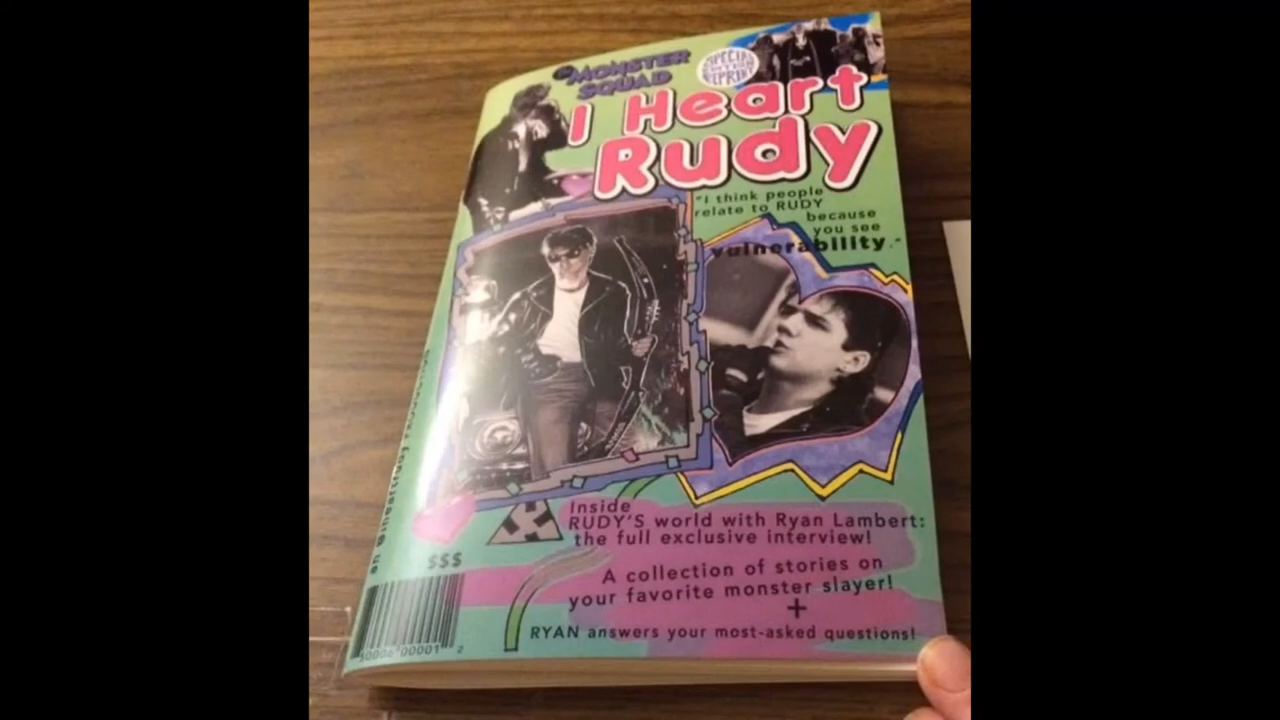 MONSTER
SQUAD
SPECIAL
REPRINT
I Heart
Rudy
"I think people
relate to RUDY
because
you see
vulnerability."
Inside
RUDY'S world with Ryan Lambert:
the full exclusive interview!
$$$
A collection of stories on
your favorite monster slayer!
+
RYAN answers your most-asked questions!
2